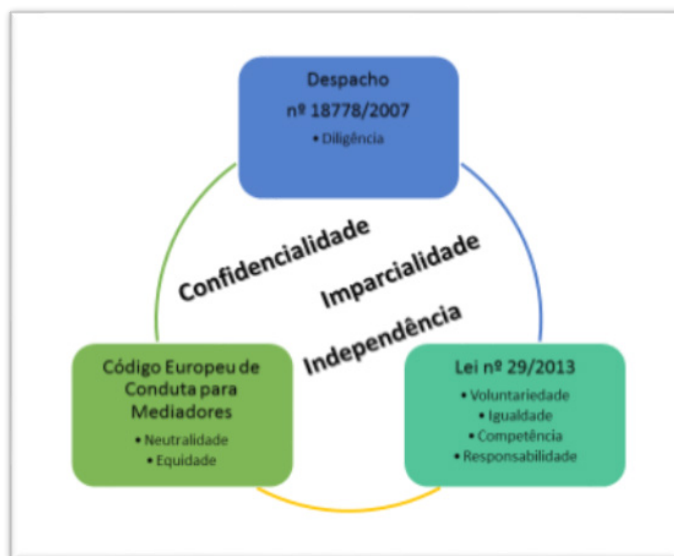 Despacho
nº 18778/2007
• Diligência
Confidencialidade
Imparcialidade
Independência
Código Europeu de
Conduta para
Mediadores
• Neutralidade
• Equidade
Lei nº 29/2013
• Voluntariedade
• Igualdade
• Competência
• Responsabilidade